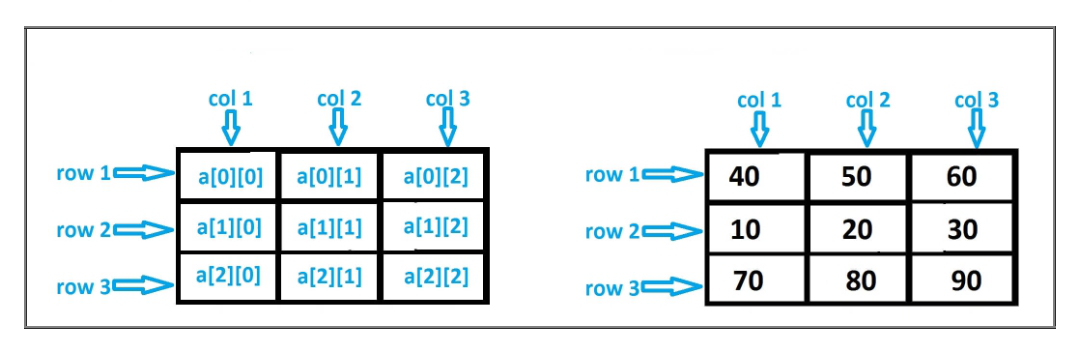 col 1 col 2 col 3
row 1 a[0][0] a[0][1] a[0][2]
row 2 a[1][0] a[1][1] a[1][2]
row 3 a[2][0] a[2][1] a[2][2]
col 1 col 2 col 3
row 1 40 50 60
row 2 10 20 30
row 3 70 80 90